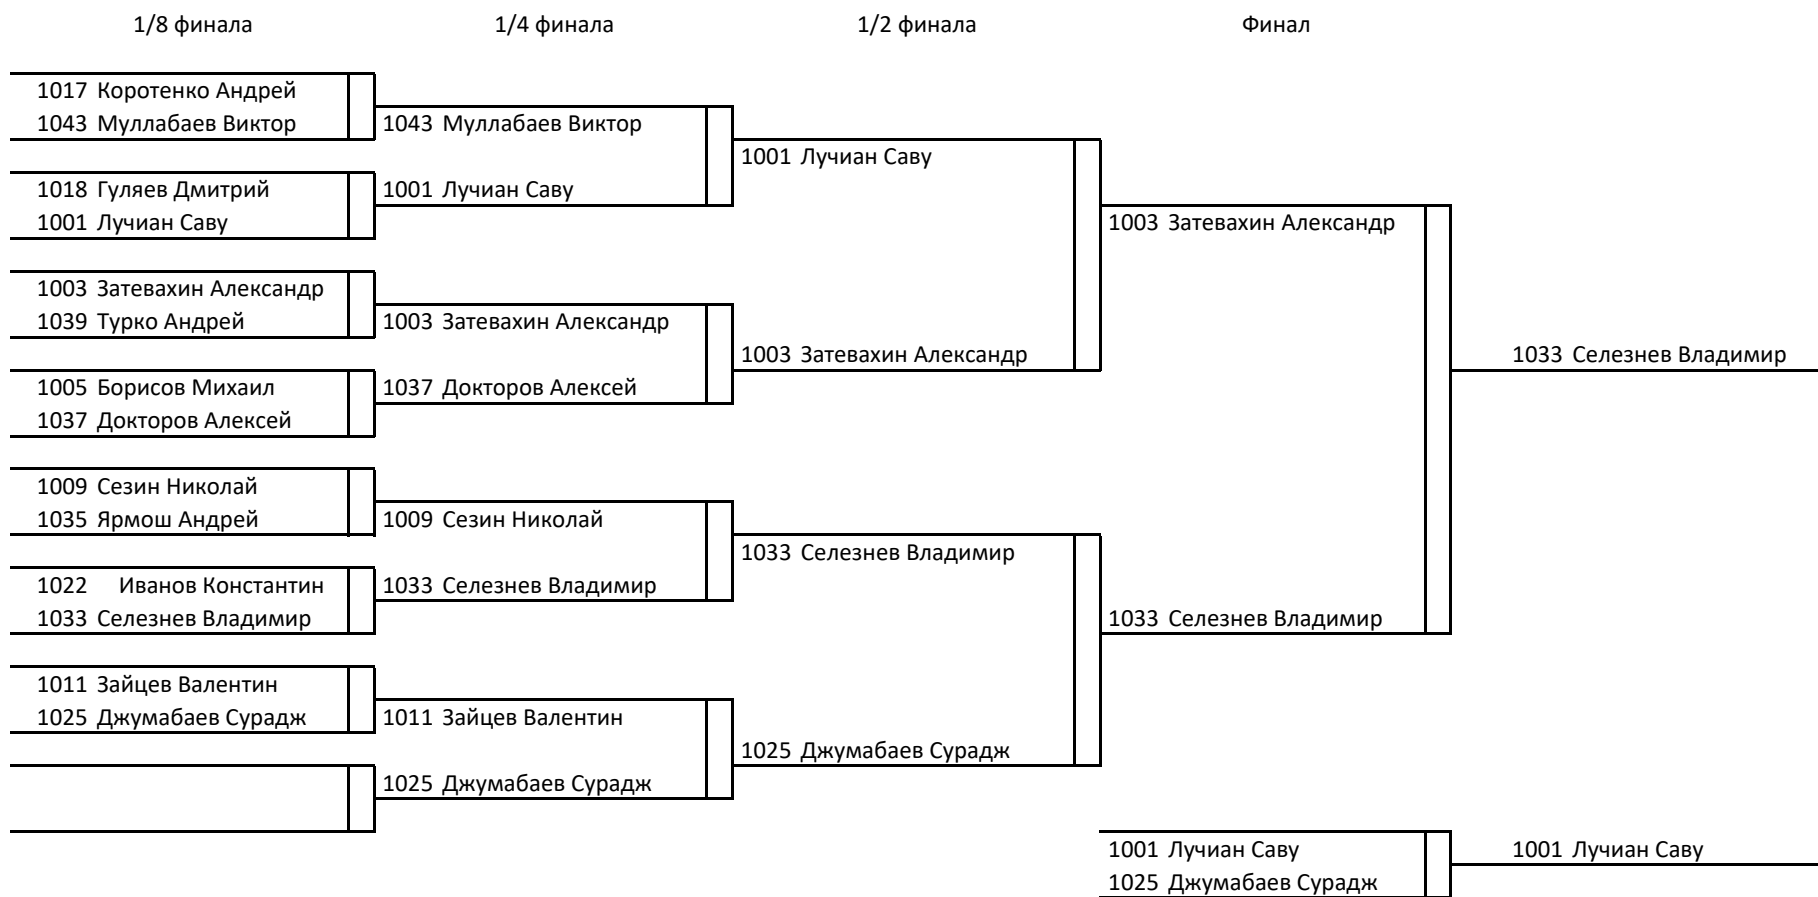 1/8 финала
1/4 финала
1/2 финала
Финал
1017 Коротенко Андрей
1043 Муллабаев Виктор
1018 Гуляев Дмитрий
1001 Лучиан Саву
1003 Затевахин Александр
1039 Турко Андрей
1005 Борисов Михаил
1037 Докторов Алексей
1009 Сезин Николай
1035 Ярмош Андрей
1022 Иванов Константин
1033 Селезнев Владимир
1011 Зайцев Валентин
1025 Джумабаев Сурадж
1043 Муллабаев Виктор
1001 Лучиан Саву
1003 Затевахин Александр
1037 Докторов Алексей
1009 Сезин Николай
1033 Селезнев Владимир
1011 Зайцев Валентин
1025 Джумабаев Сурадж
1001 Лучиан Саву
1003 Затевахин Александр
1033 Селезнев Владимир
1025 Джумабаев Сурадж
1003 Затевахин Александр
1033 Селезнев Владимир
1001 Лучиан Саву
1025 Джумабаев Сурадж
1033 Селезнев Владимир
1001 Лучиан Саву